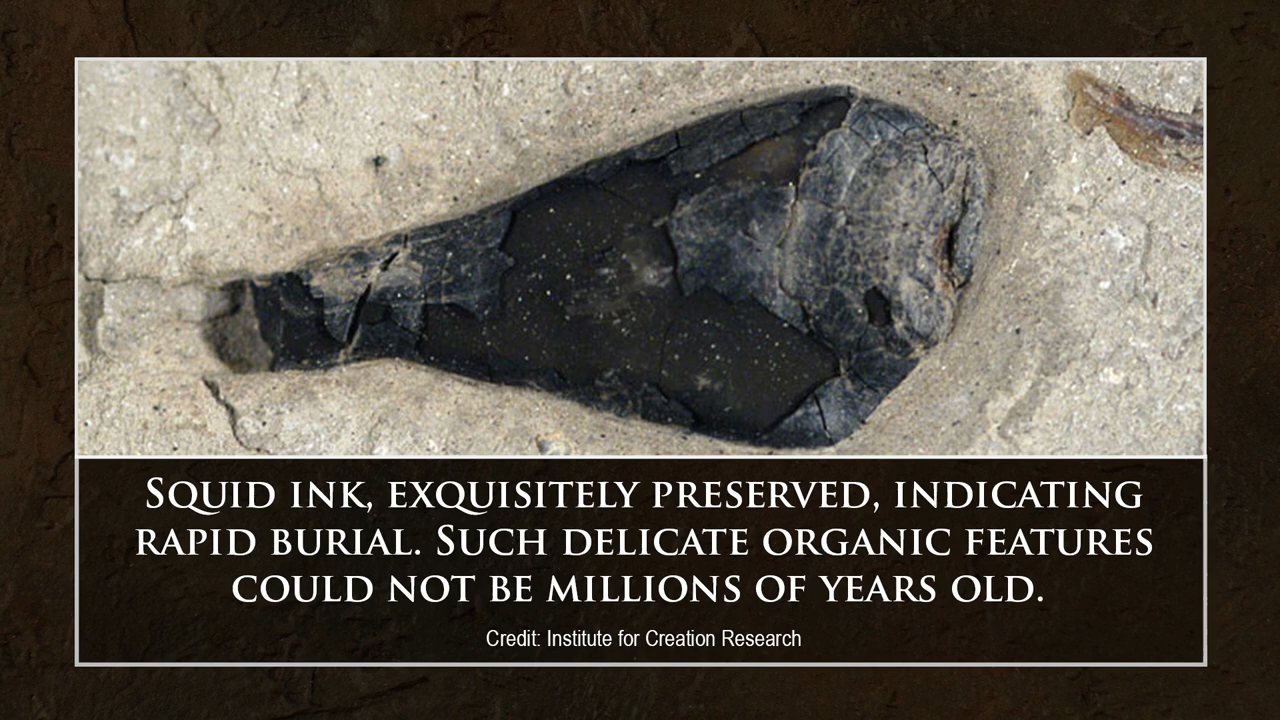 Squid ink, exquisitely preserved, indicating
rapid burial. Such delicate organic features
could not be millions of years old.
Credit: Institute for Creation Research